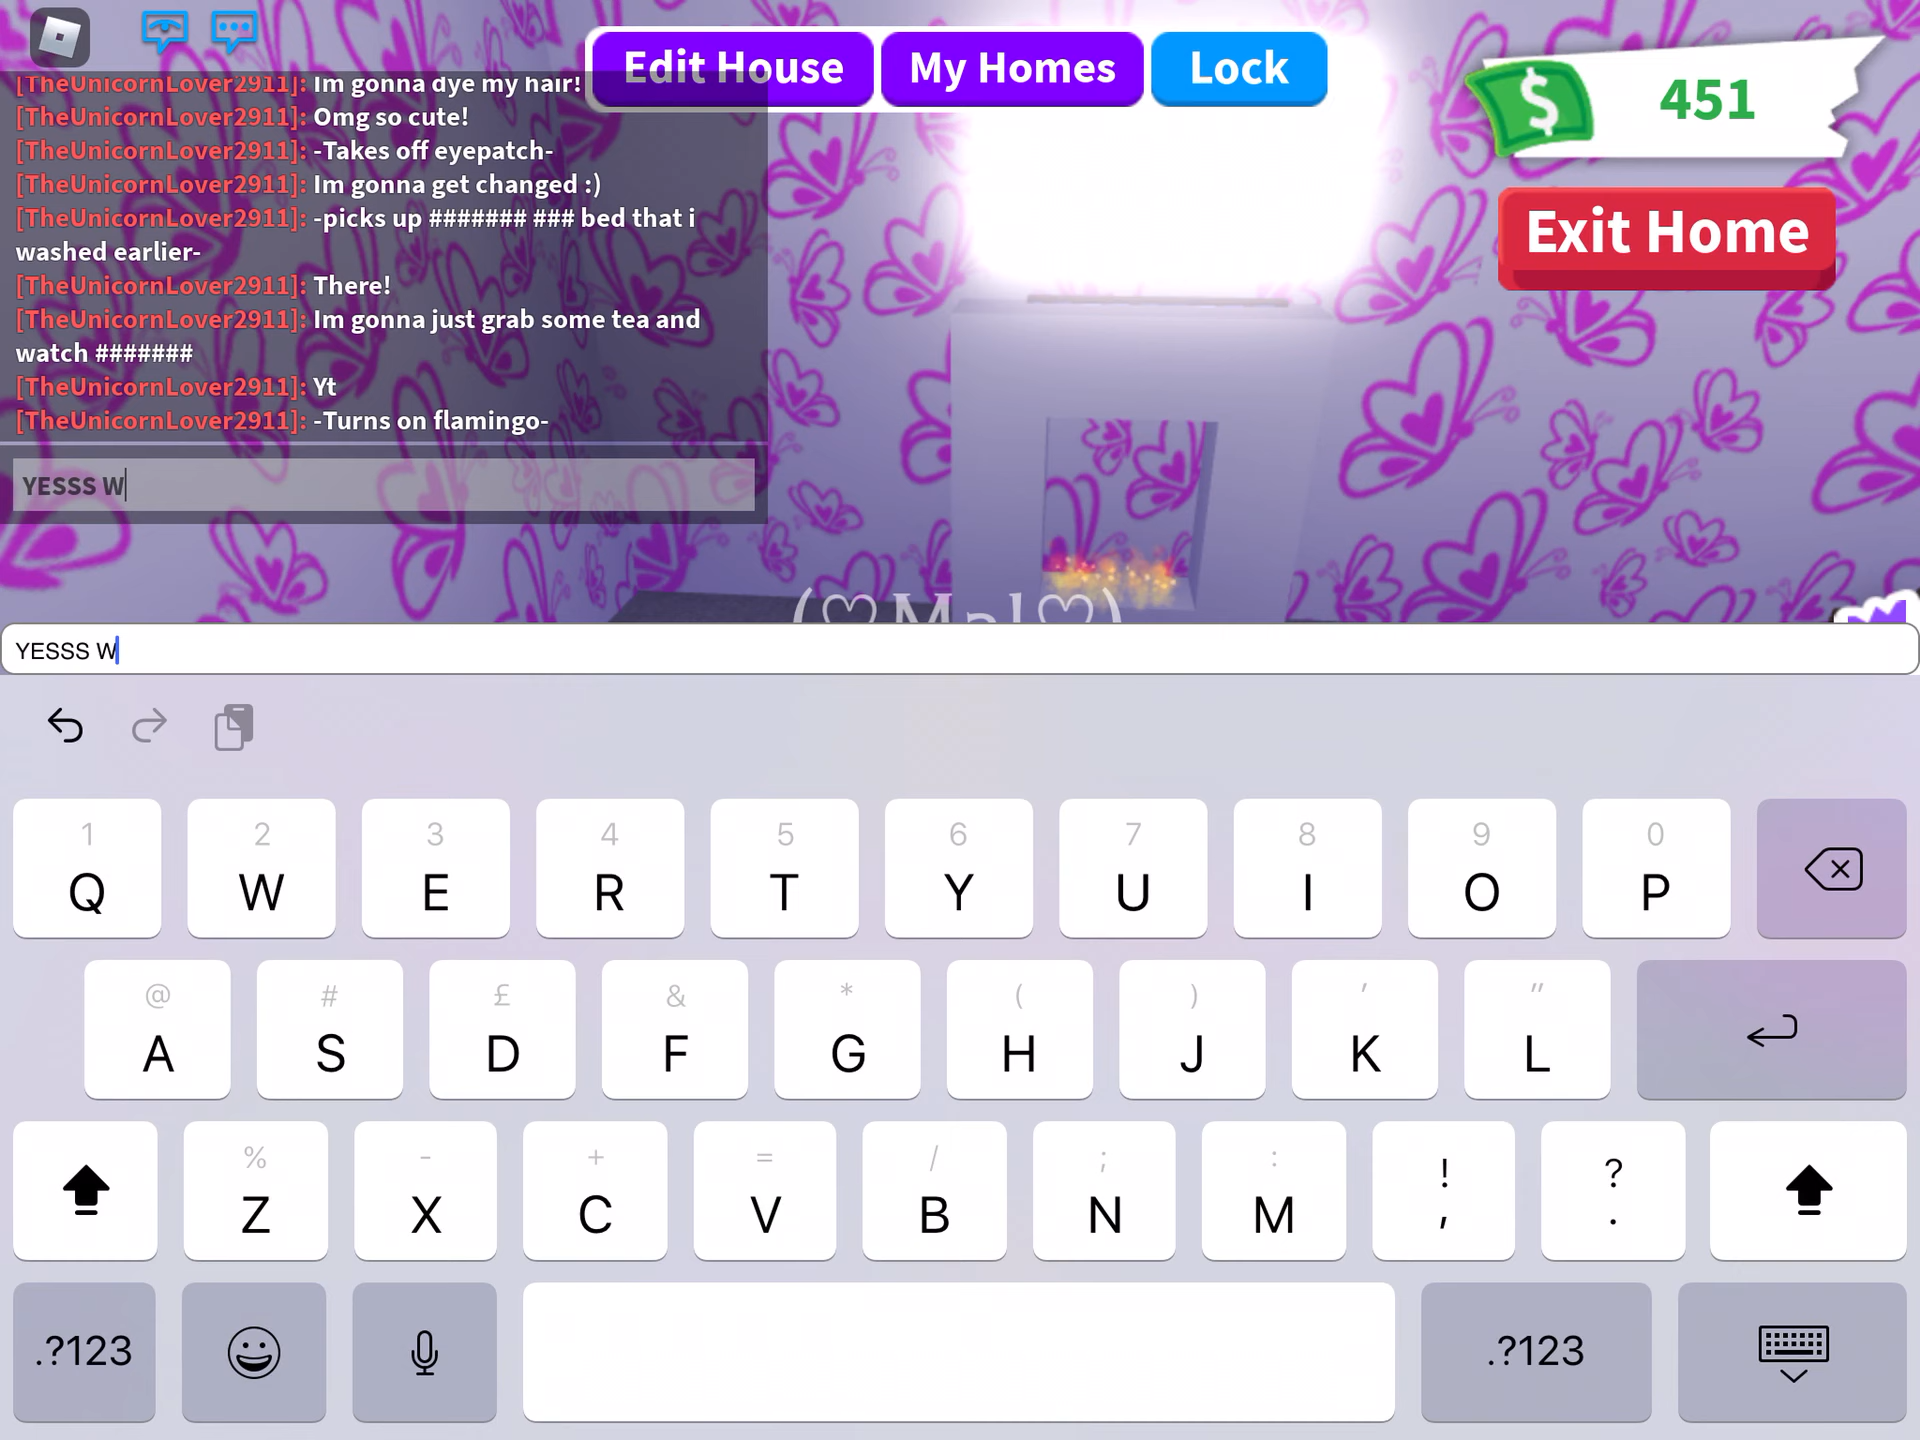 Edit House My Homes Lock
451
Exit Home
[TheUnicornLover2911]: Im gonna dye my hair!
[TheUnicornLover2911]: Omg so cute!
[TheUnicornLover2911]: -Takes off eyepatch-
[TheUnicornLover2911]: Im gonna get changed :)
[TheUnicornLover2911]: -picks up ####### ### bed that i
washed earlier-
[TheUnicornLover2911]: There!
[TheUnicornLover2911]: Im gonna just grab some tea and
watch #######
[TheUnicornLover2911]: Yt
[TheUnicornLover2911]: -Turns on flamingo-
YESSS W
(♡Mal♡)
YESSS W
1 2 3 4 5 6 7 8 9 0
Q W E R T Y U I O P
@ # £ & * ( ) ' "
A S D F G H J K L
% - + = / ; : ! ?
Z X C V B N M , .
.?123 .?123